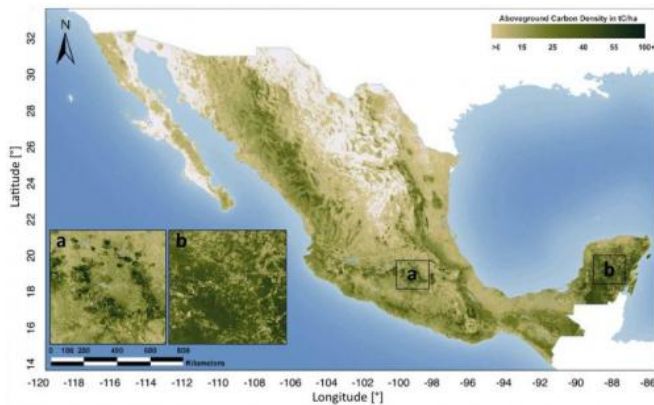 N
Aboveground Carbon Density in tC/ha
>0 15 25 40 55 100+
32
30
28
26
24
22
20
18
16
14
Latitude [°]
a
b
a
b
0 100 200 400 600 800
Kilometers
-120 -118 -116 -114 -112 -110 -108 -106 -104 -102 -100 -98 -96 -94 -92 -90 -88 -86
Longitude [°]